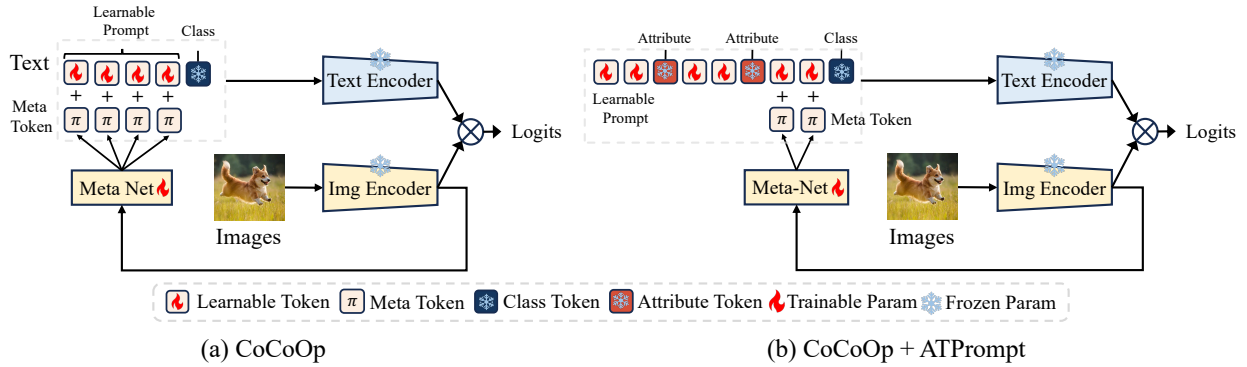 Learnable
Prompt
Class
Text
Meta
Token
π π π π
+ + + +
Text Encoder
Logits
Meta Net
Img Encoder
Images
Attribute
Attribute
Class
Learnable
Prompt
+ +
π π
Meta Token
Text Encoder
Logits
Meta-Net
Img Encoder
Images
Learnable Token
π Meta Token
Class Token
Attribute Token
Trainable Param
Frozen Param
(a) CoCoOp
(b) CoCoOp + ATPrompt